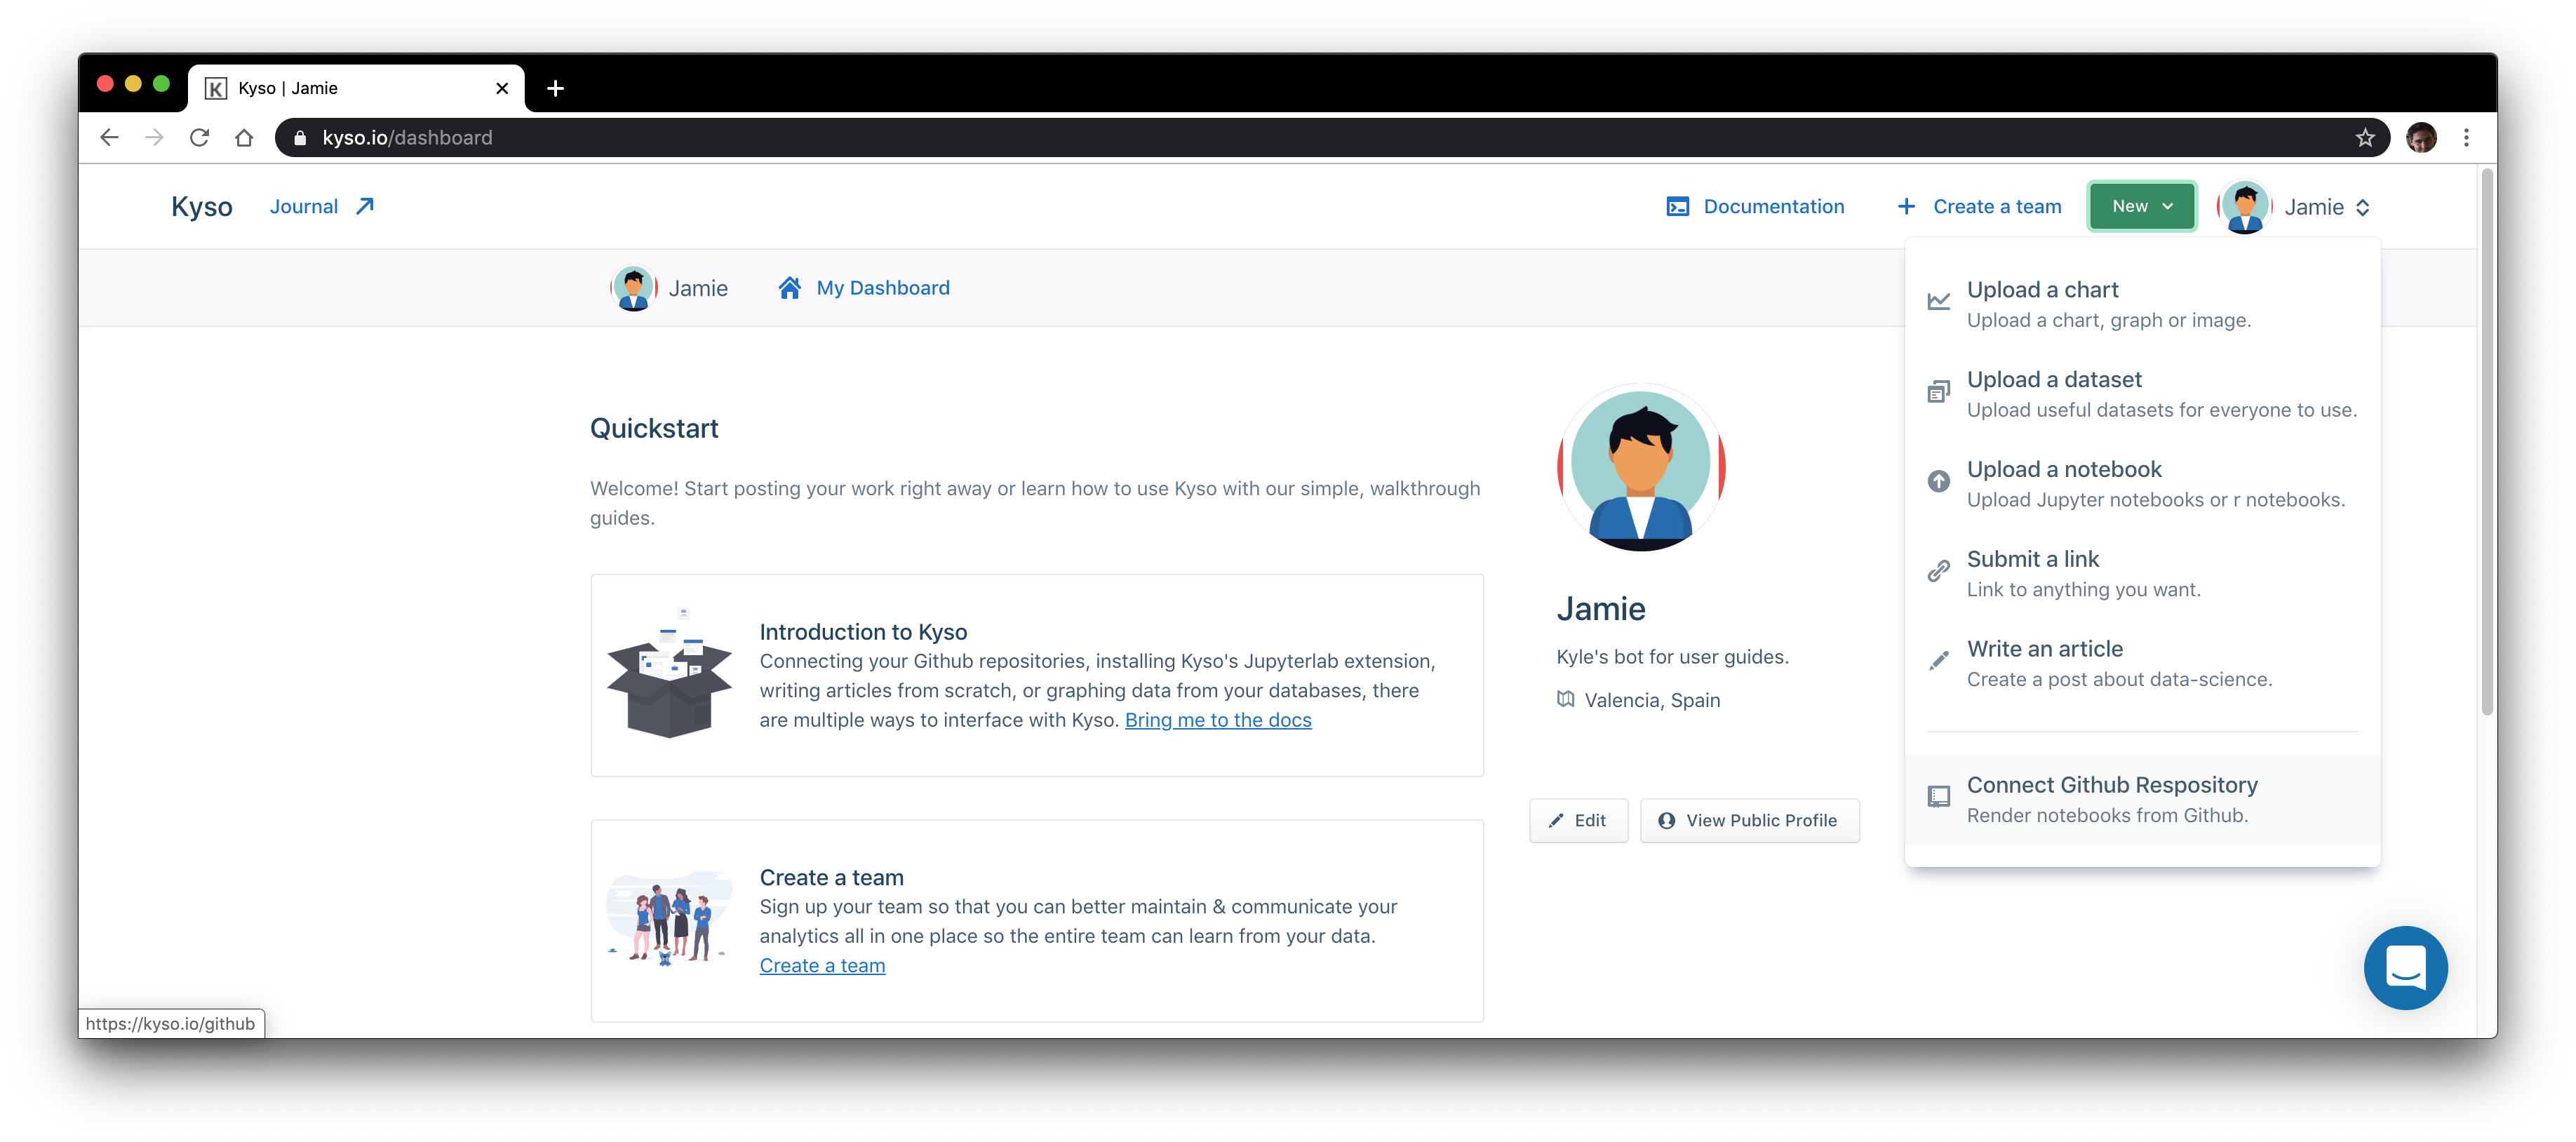 Kyso | Jamie
kyso.io/dashboard
Kyso
Journal
Documentation
Create a team
New
Jamie
Jamie
My Dashboard
Upload a chart
Upload a chart, graph or image.
Upload a dataset
Upload useful datasets for everyone to use.
Upload a notebook
Upload Jupyter notebooks or r notebooks.
Submit a link
Link to anything you want.
Write an article
Create a post about data-science.
Connect Github Respository
Render notebooks from Github.
Quickstart
Welcome! Start posting your work right away or learn how to use Kyso with our simple, walkthrough
guides.
Introduction to Kyso
Connecting your Github repositories, installing Kyso's Jupyterlab extension,
writing articles from scratch, or graphing data from your databases, there
are multiple ways to interface with Kyso. Bring me to the docs
Create a team
Sign up your team so that you can better maintain & communicate your
analytics all in one place so the entire team can learn from your data.
Create a team
Jamie
Kyle's bot for user guides.
Valencia, Spain
Edit
View Public Profile
https://kyso.io/github